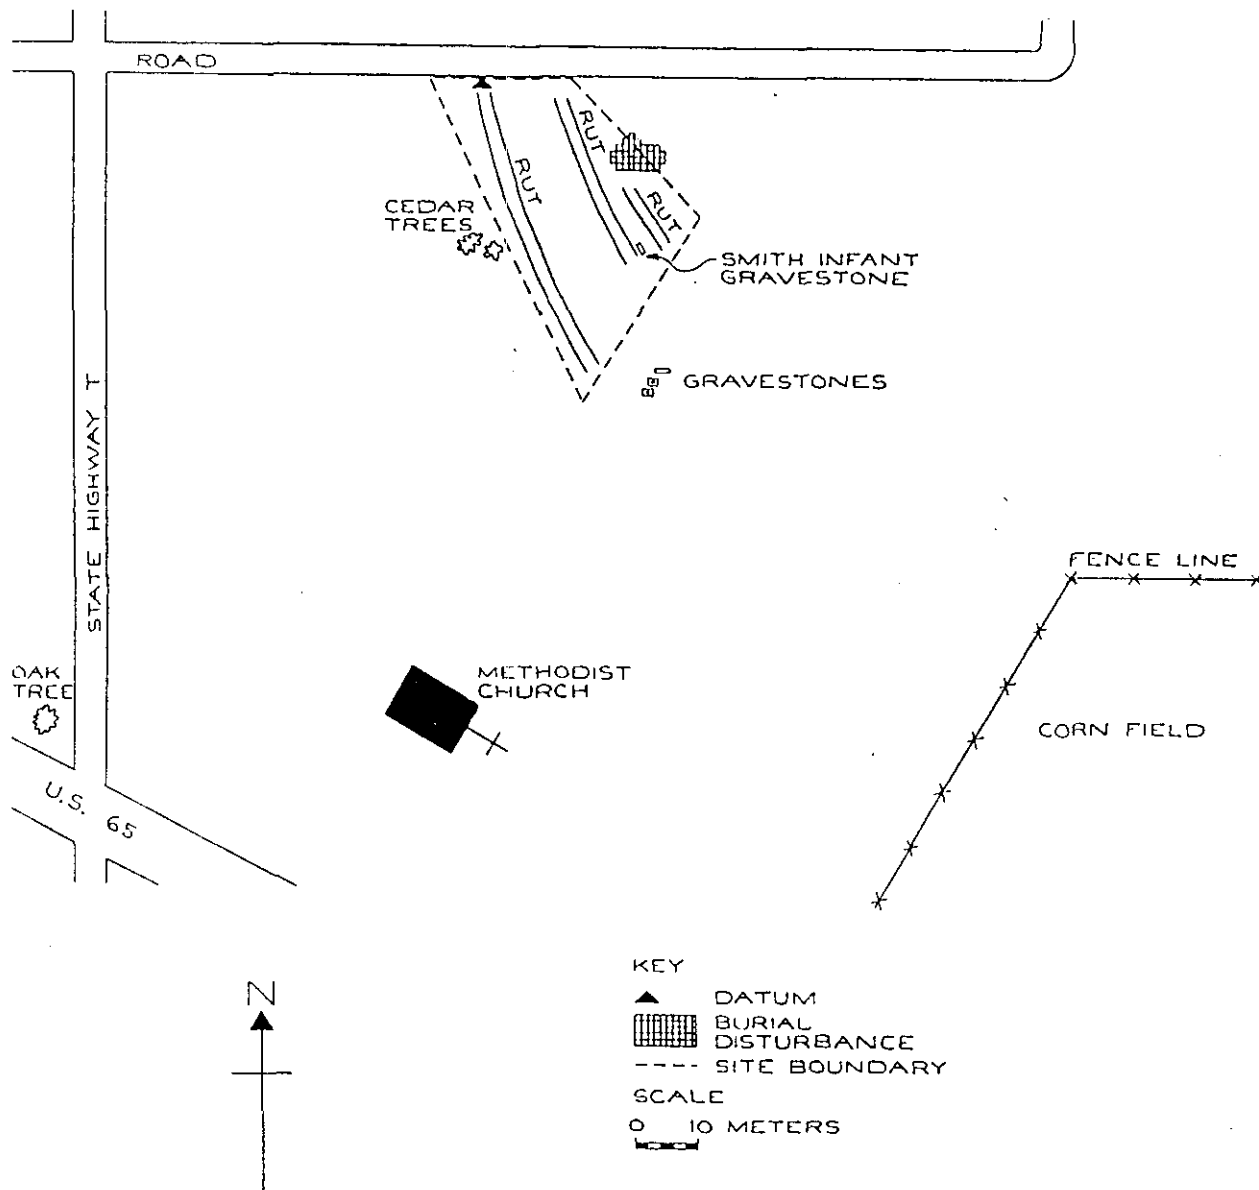 ROAD
RUT
RUT
RUT
CEDAR
TREES
SMITH INFANT
GRAVESTONE
GRAVESTONES
STATE HIGHWAY T
FENCE LINE
OAK
TREE
METHODIST
CHURCH
CORN FIELD
U.S. 65
N
KEY
DATUM
BURIAL
DISTURBANCE
SITE BOUNDARY
SCALE
0 10 METERS